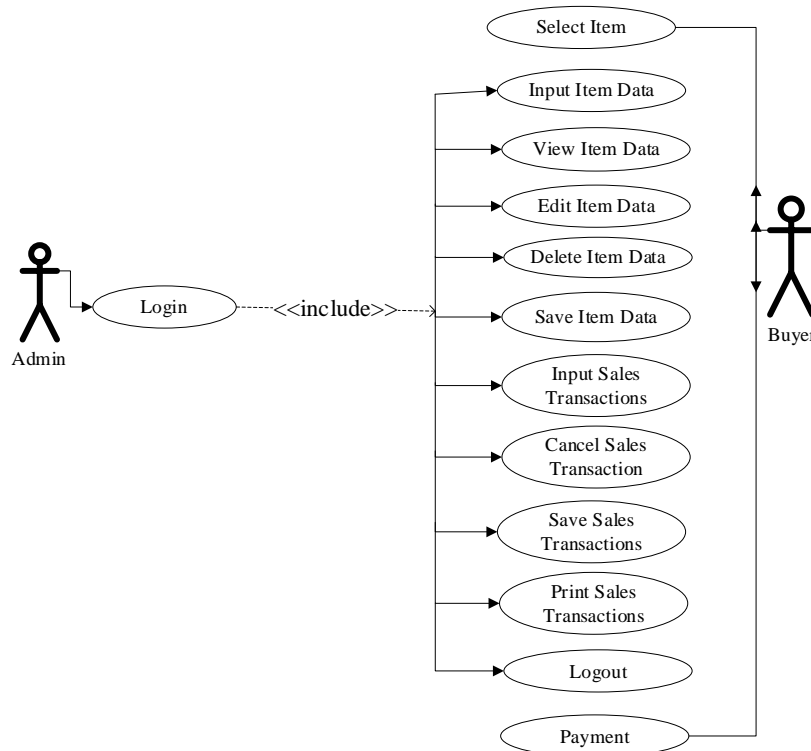 Select Item
Input Item Data
View Item Data
Edit Item Data
Delete Item Data
Admin
Login
<<include>>
Save Item Data
Buyer
Input Sales
Transactions
Cancel Sales
Transaction
Save Sales
Transactions
Print Sales
Transactions
Logout
Payment